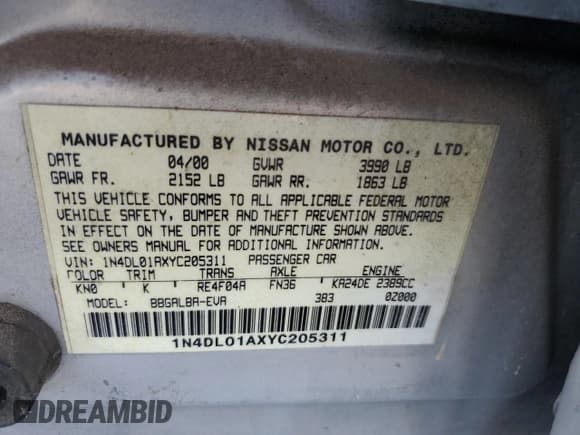 MANUFACTURED BY NISSAN MOTOR CO., LTD.
DATE 04/00 GVWR 3990 LB
GAWR FR. 2152 LB GAWR RR. 1863 LB
THIS VEHICLE CONFORMS TO ALL APPLICABLE FEDERAL MOTOR
VEHICLE SAFETY, BUMPER AND THEFT PREVENTION STANDARDS
IN EFFECT ON THE DATE OF MANUFACTURE SHOWN ABOVE.
SEE OWNERS MANUAL FOR ADDITIONAL INFORMATION.
VIN: 1N4DL01AXYC205311 PASSENGER CAR
COLOR TRIM TRANS AXLE ENGINE
KN0 K RE4F04A FN36 KA24DE 2389CC
MODEL: BBGALBA-EVA 383 0Z000
1N4DL01AXYC205311
DREAMBID